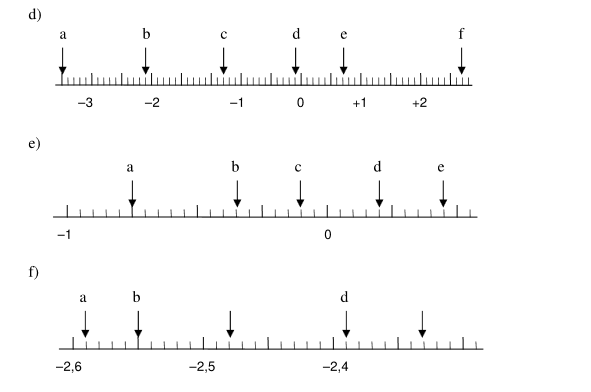 d)
a b c d e f
−3 −2 −1 0 +1 +2
e)
a b c d e
−1 0
f)
a b d
−2,6 −2,5 −2,4